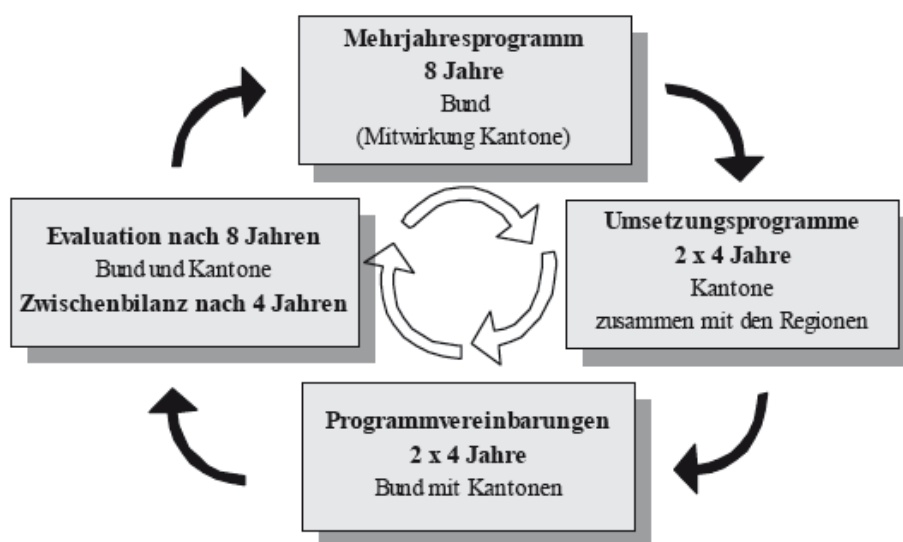 Mehrjahresprogramm
8 Jahre
Bund
(Mitwirkung Kantone)
Umsetzungsprogramme
2 x 4 Jahre
Kantone
zusammen mit den Regionen
Programmvereinbarungen
2 x 4 Jahre
Bund mit Kantonen
Evaluation nach 8 Jahren
Bund und Kantone
Zwischenbilanz nach 4 Jahren